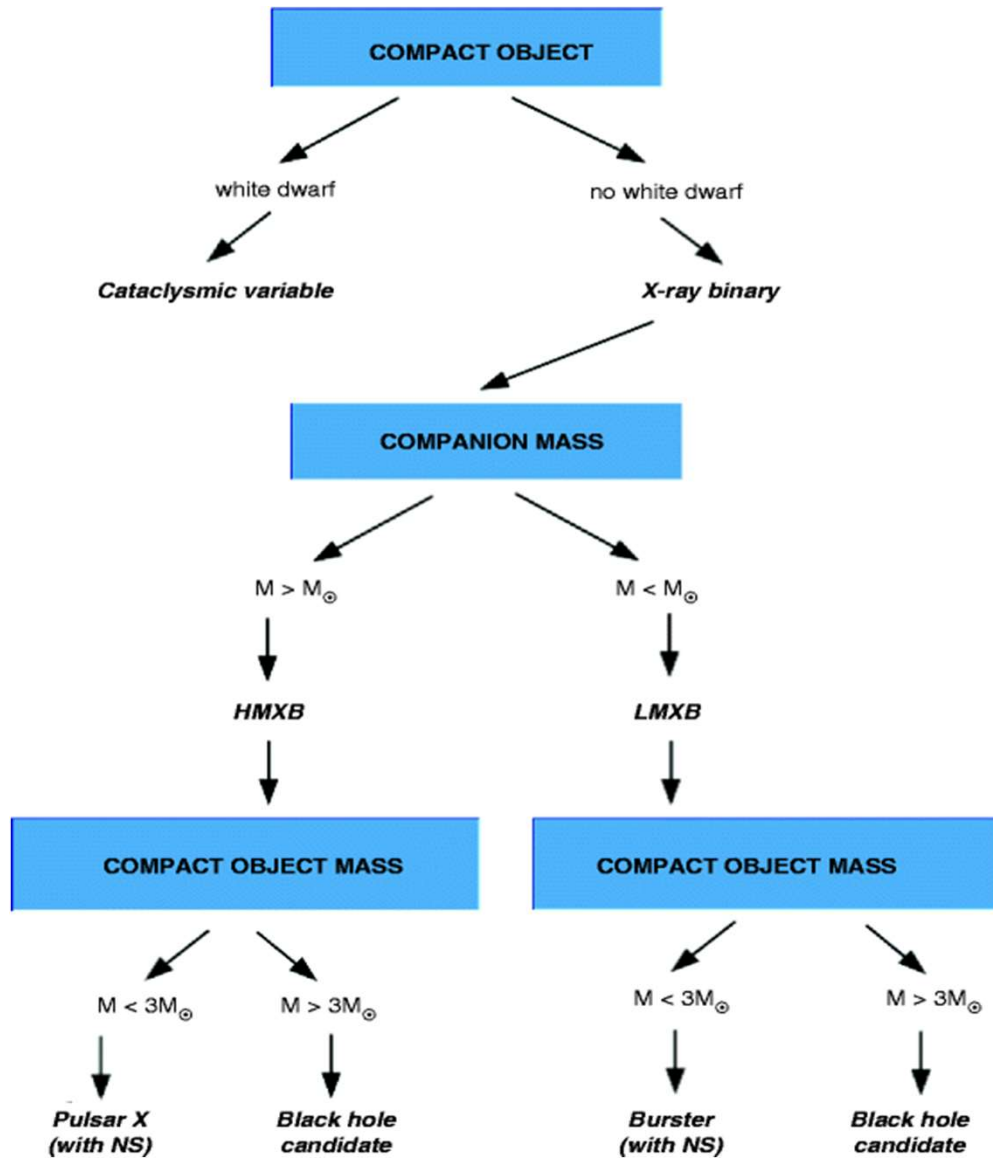 COMPACT OBJECT
white dwarf
no white dwarf
Cataclysmic variable
X-ray binary
COMPANION MASS
M > M☉
M < M☉
HMXB
LMXB
COMPACT OBJECT MASS
COMPACT OBJECT MASS
M < 3M☉
M > 3M☉
M < 3M☉
M > 3M☉
Pulsar X
(with NS)
Black hole
candidate
Burster
(with NS)
Black hole
candidate